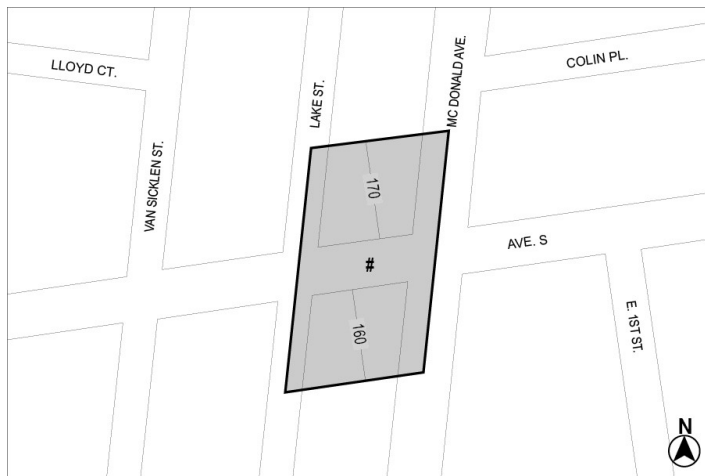 LLOYD CT.
VAN SICKLEN ST.
LAKE ST.
MC DONALD AVE.
COLIN PL.
170
AVE. S
#
160
E. 1ST ST.
N